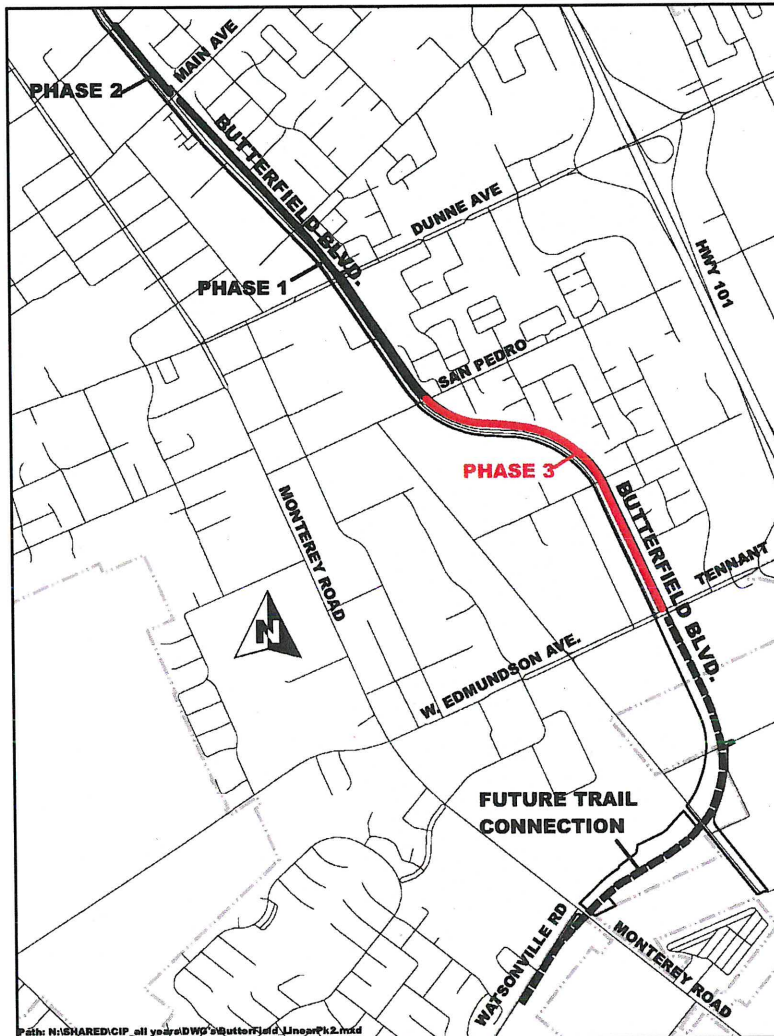 MAIN AVE
PHASE 2
BUTTERFIELD BLVD.
DUNNE AVE
HWY 101
PHASE 1
SAN PEDRO
PHASE 3
MONTEREY ROAD
BUTTERFIELD BLVD.
TENNANT
N
W. EDMUNDSON AVE.
FUTURE TRAIL
CONNECTION
WATSONVILLE RD
MONTEREY ROAD
Path: N:\SHARED\CIP_all years\DWG's\ButterField_LinearPk2.mxd